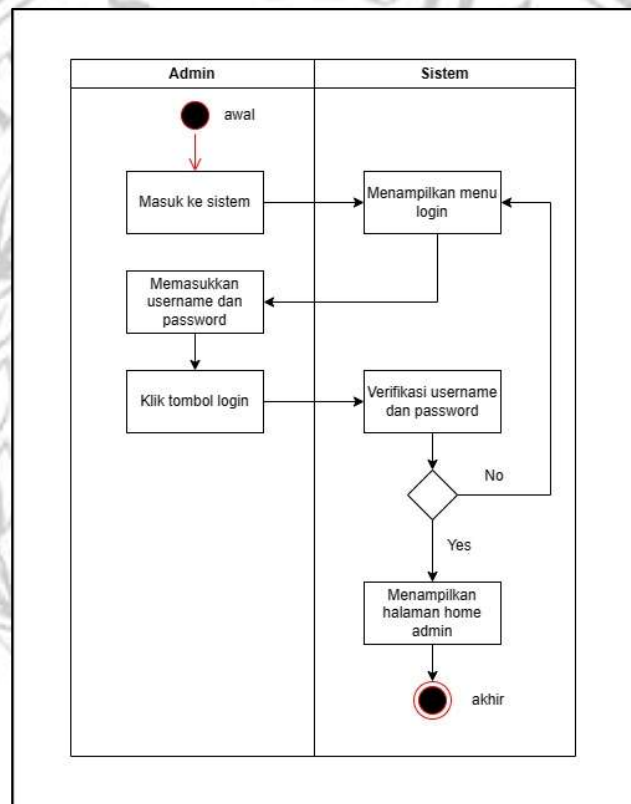 Admin
Sistem
awal
Masuk ke sistem
Menampilkan menu
login
Memasukkan
username dan
password
Klik tombol login
Verifikasi username
dan password
No
Yes
Menampilkan
halaman home
admin
akhir